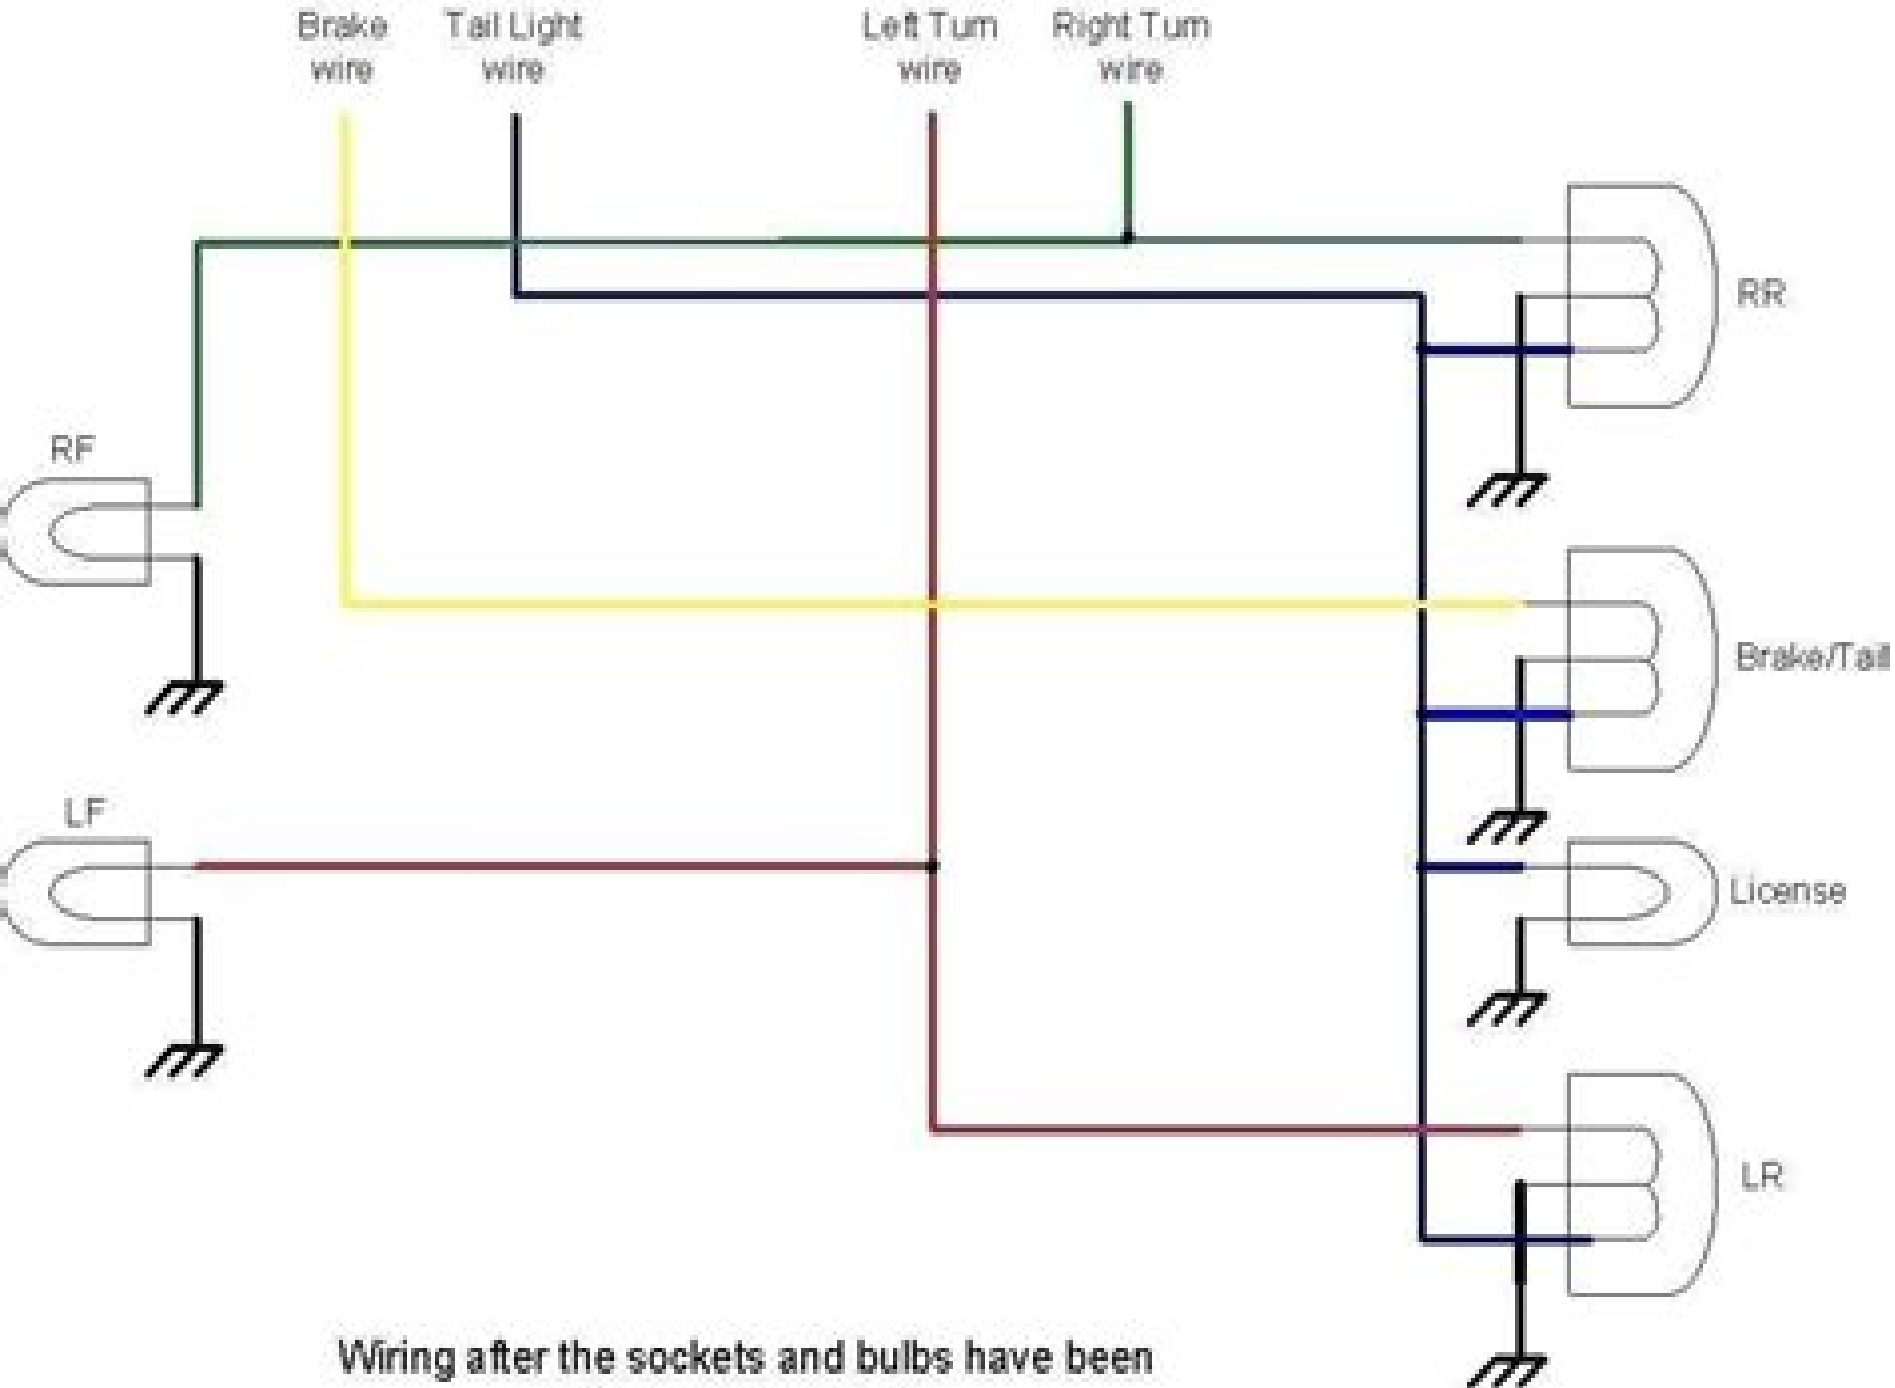 Brake wire
Tail Light wire
Left Turn wire
Right Turn wire
RR
RF
Brake/Tail
LF
License
LR
Wiring after the sockets and bulbs have been